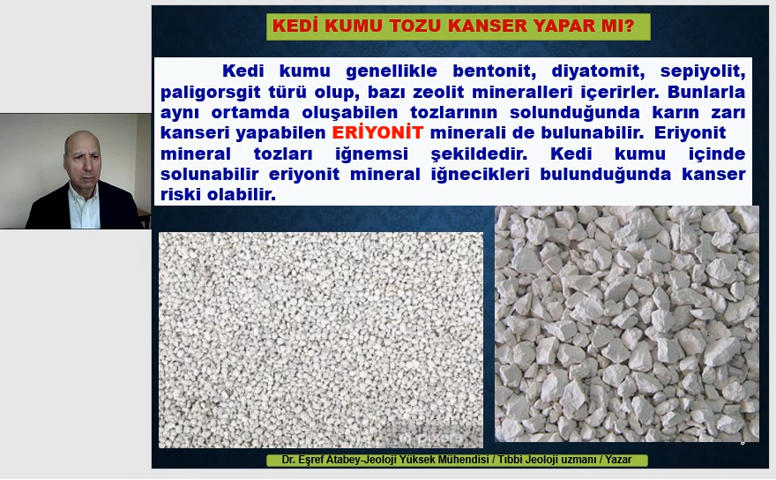 KEDİ KUMU TOZU KANSER YAPAR MI?
Kedi kumu genellikle bentonit, diyatomit, sepiyolit,
paligorsgit türü olup, bazı zeolit mineralleri içerirler. Bunlarla
aynı ortamda oluşabilen tozlarının solunduğunda karın zarı
kanseri yapabilen ERİYONİT minerali de bulunabilir. Eriyonit
mineral tozları iğnemsi şekildedir. Kedi kumu içinde
solunabilir eriyonit mineral iğnecikleri bulunduğunda kanser
riski olabilir.
Dr. Eşref Atabey-Jeoloji Yüksek Mühendisi / Tıbbi Jeoloji uzmanı / Yazar